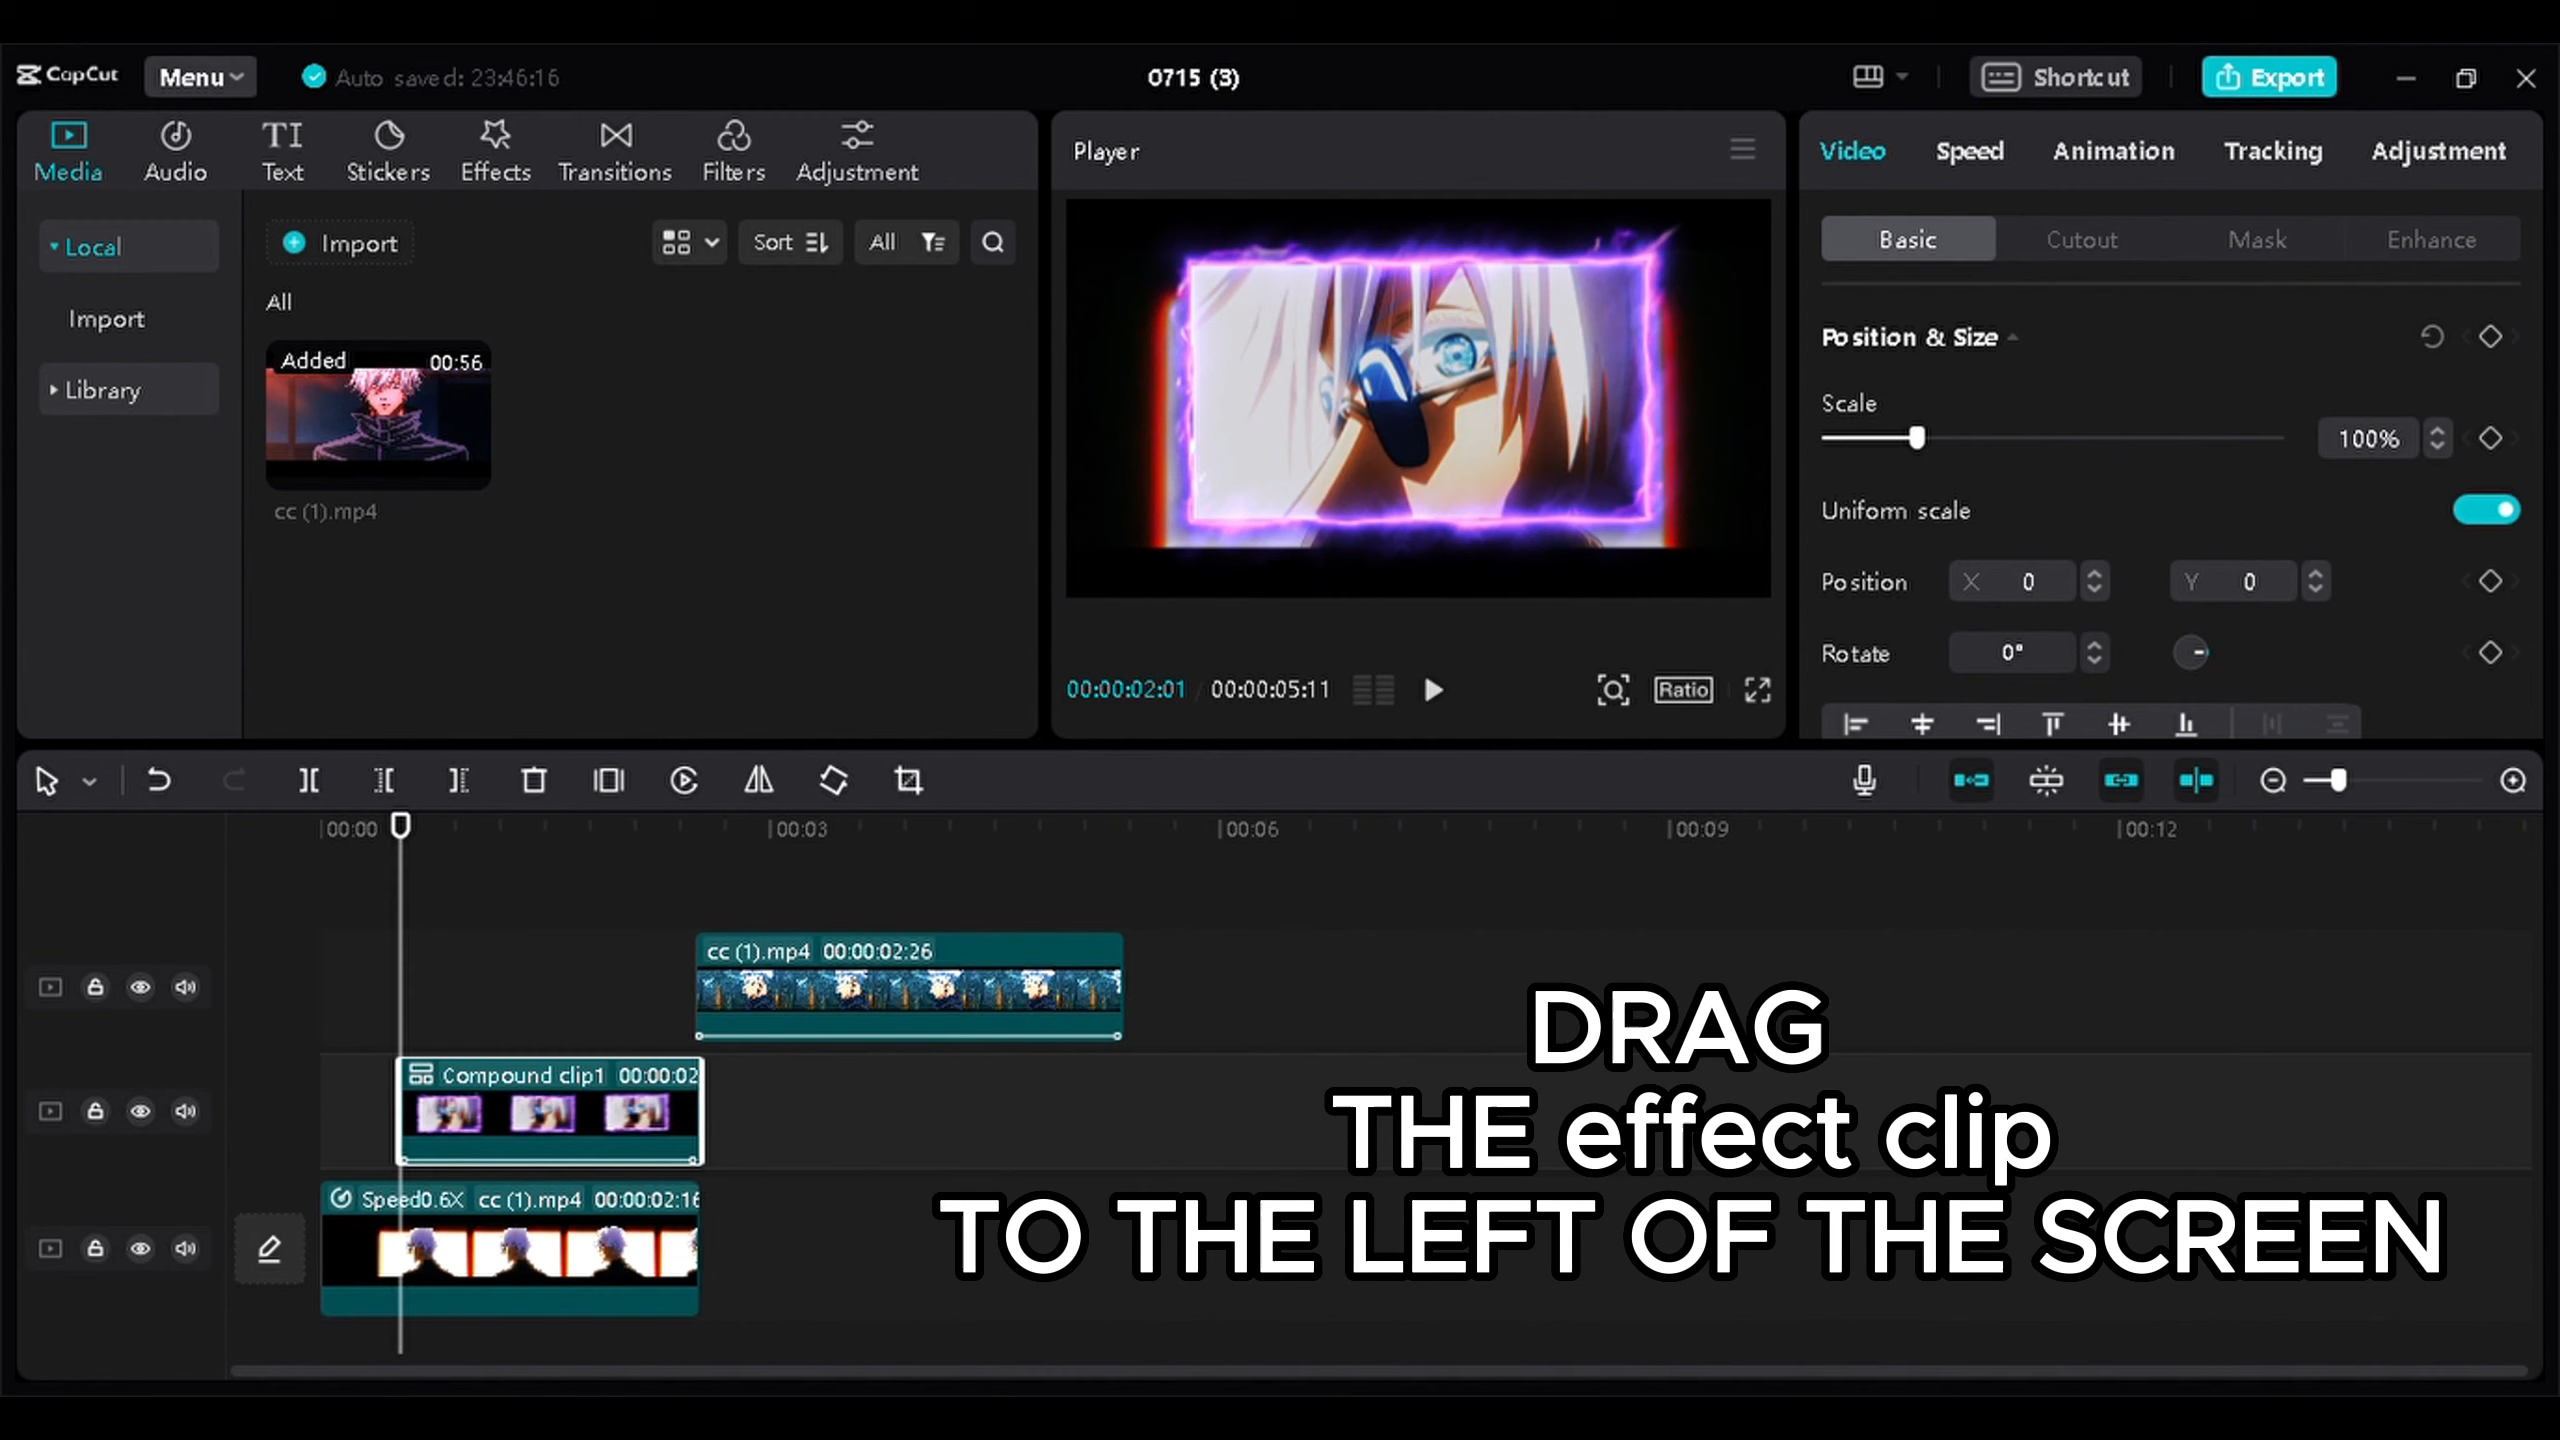 CapCut
Menu
Auto saved: 23:46:16
0715 (3)
Shortcut
Export
Media
Audio
TI
Text
Stickers
Effects
Transitions
Filters
Adjustment
Local
Import
Library
Import
Sort
All
All
Added
00:56
cc (1).mp4
Player
00:00:02:01
00:00:05:11
Ratio
Video
Speed
Animation
Tracking
Adjustment
Basic
Cutout
Mask
Enhance
Position & Size
Scale
100%
Uniform scale
Position
X 0
Y 0
Rotate
0°
00:00
00:03
00:06
00:09
00:12
cc (1).mp4 00:00:02:26
Compound clip1 00:00:02
Speed0.6X cc (1).mp4 00:00:02:16
DRAG
THE effect clip
TO THE LEFT OF THE SCREEN